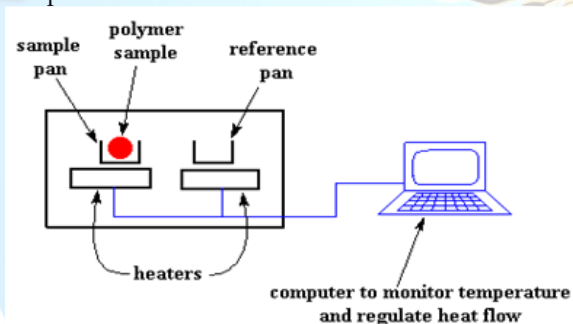 polymer
sample
sample
pan
reference
pan
heaters
computer to monitor temperature
and regulate heat flow